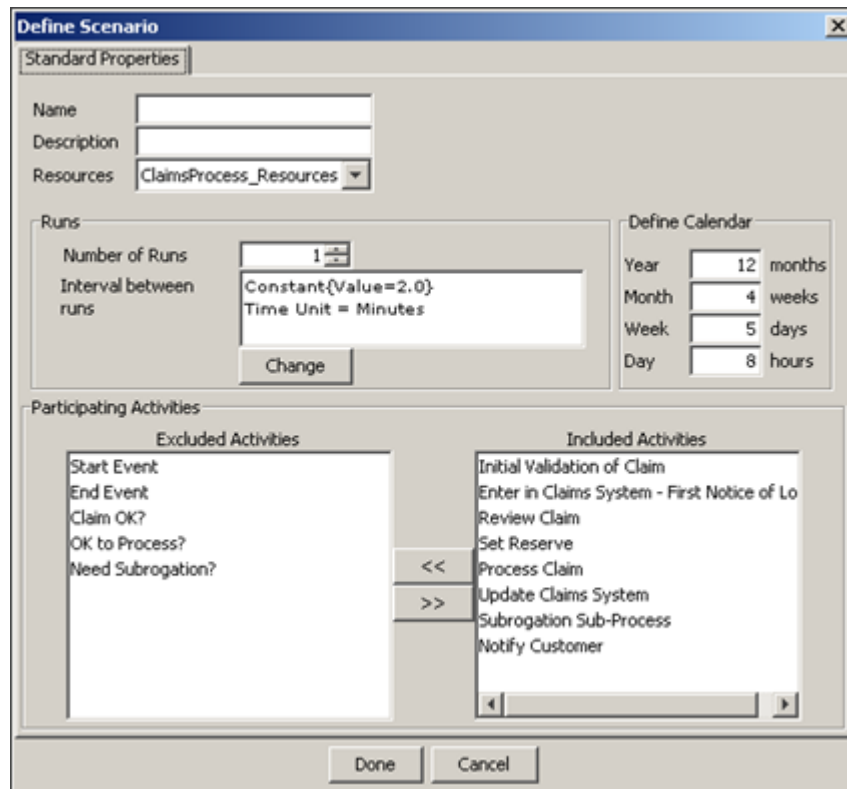 Define Scenario
Standard Properties
Name
Description
Resources ClaimsProcess_Resources
Runs
Number of Runs 1
Interval between runs
Constant{Value=2.0}
Time Unit = Minutes
Change
Define Calendar
Year 12 months
Month 4 weeks
Week 5 days
Day 8 hours
Participating Activities
Excluded Activities
Start Event
End Event
Claim OK?
OK to Process?
Need Subrogation?
<<
>>
Included Activities
Initial Validation of Claim
Enter in Claims System - First Notice of Lo
Review Claim
Set Reserve
Process Claim
Update Claims System
Subrogation Sub-Process
Notify Customer
Done Cancel